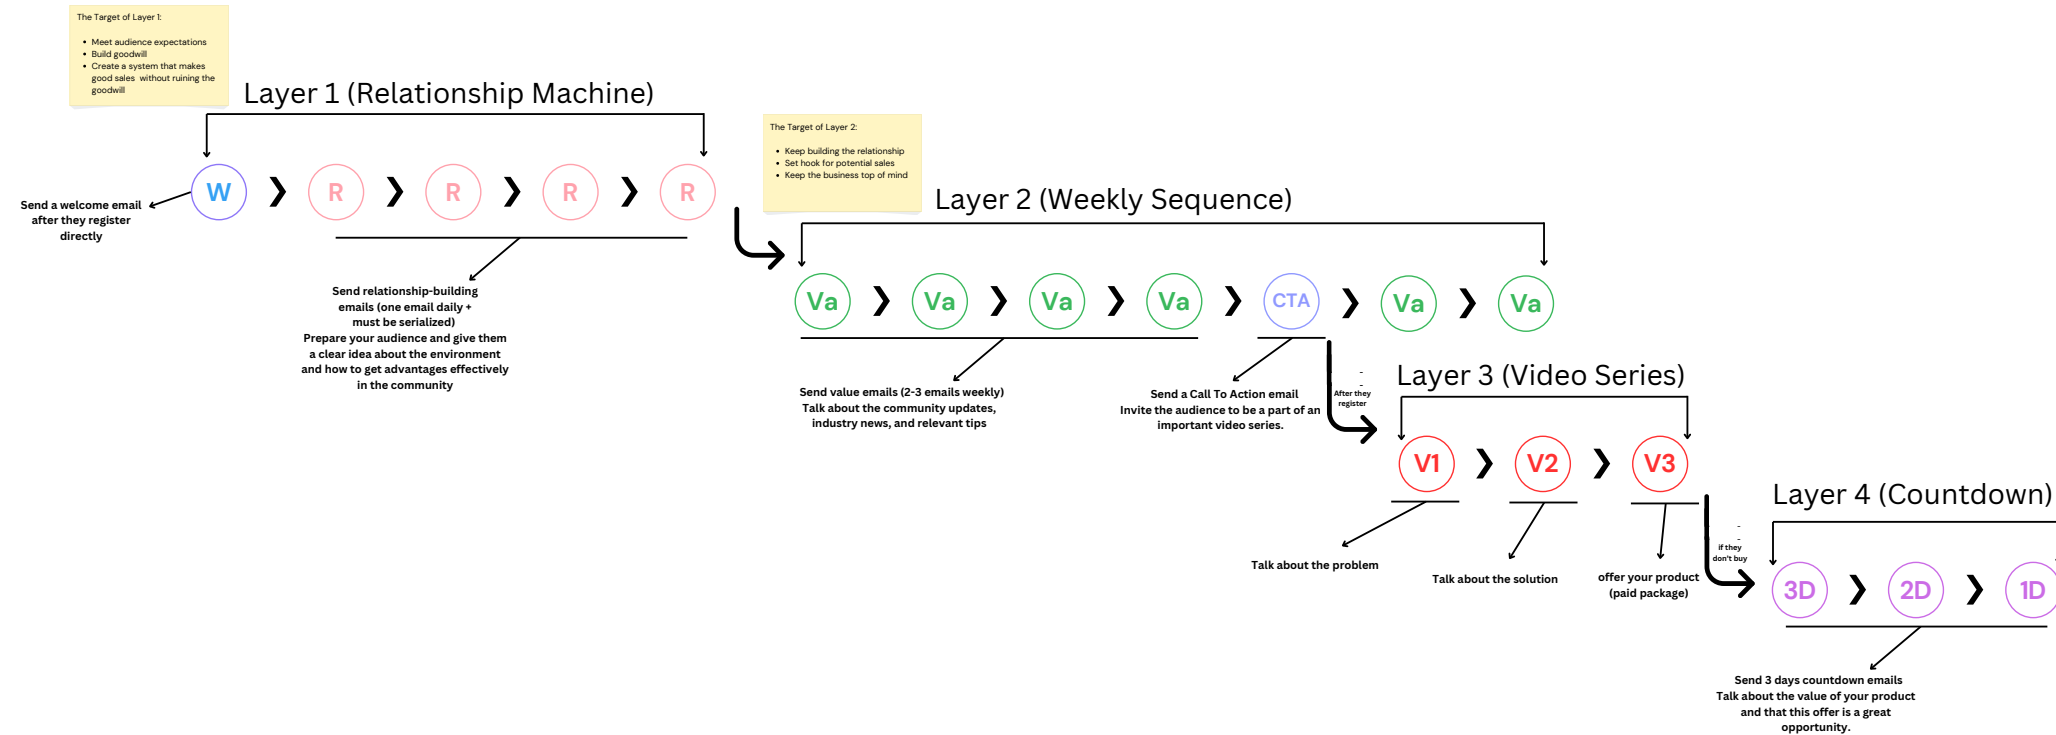 The Target of Layer 1:
• Meet audience expectations
• Build goodwill
• Create a system that makes
good sales without ruining the
goodwill
Layer 1 (Relationship Machine)
W
R
R
R
R
Send a welcome email
after they register
directly
Send relationship-building
emails (one email daily +
must be serialized)
Prepare your audience and give them
a clear idea about the environment
and how to get advantages effectively
in the community
The Target of Layer 2:
• Keep building the relationship
• Set hook for potential sales
• Keep the business top of mind
Layer 2 (Weekly Sequence)
Va
Va
Va
Va
CTA
Va
Va
Send value emails (2-3 emails weekly)
Talk about the community updates,
industry news, and relevant tips
Send a Call To Action email
Invite the audience to be a part of an
important video series.
-
-
After they
register
Layer 3 (Video Series)
V1
V2
V3
Talk about the problem
Talk about the solution
offer your product
(paid package)
-
-
if they
don't buy
Layer 4 (Countdown)
3D
2D
1D
Send 3 days countdown emails
Talk about the value of your product
and that this offer is a great
opportunity.